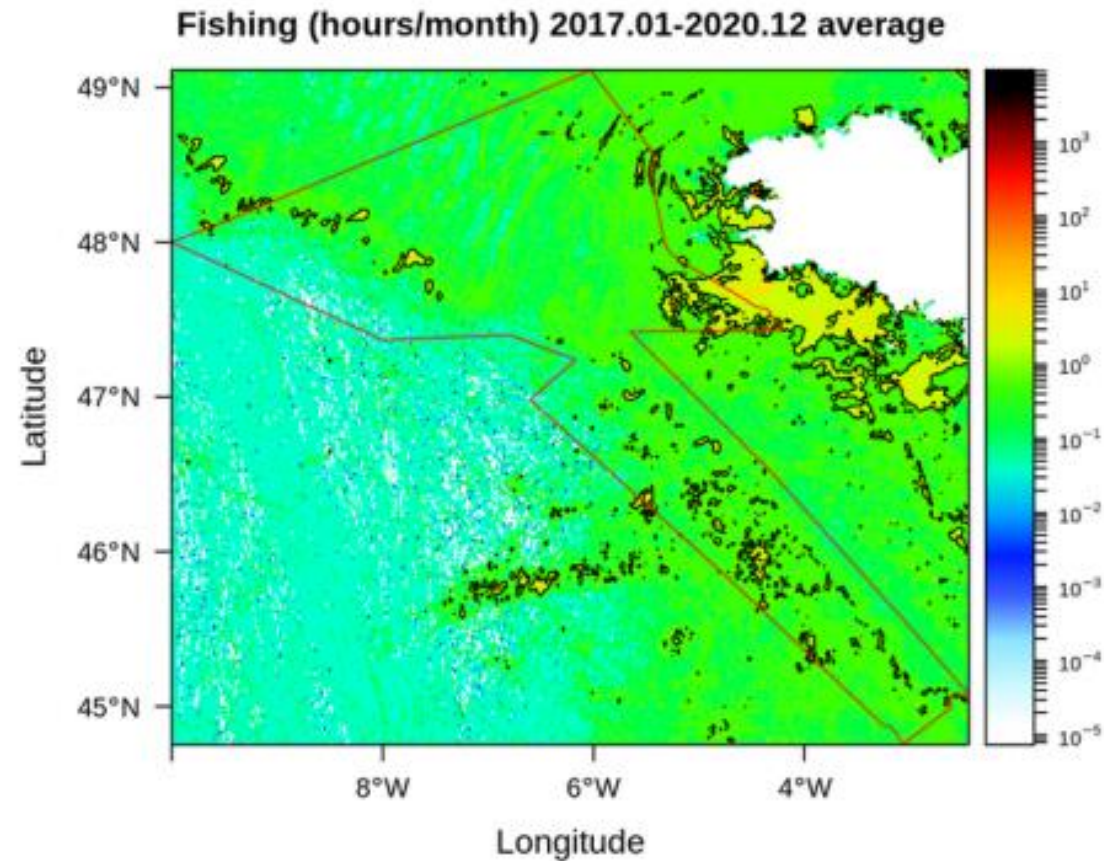 Fishing (hours/month) 2017.01-2020.12 average
49°N
48°N
47°N
46°N
45°N
Latitude
8°W
6°W
4°W
Longitude
10³
10²
10¹
10⁰
10⁻¹
10⁻²
10⁻³
10⁻⁴
10⁻⁵